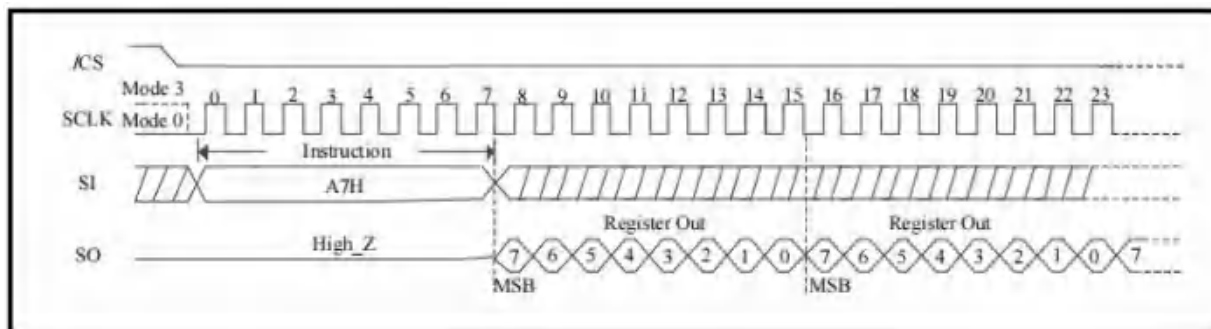 /CS
Mode 3
0 1 2 3 4 5 6 7 8 9 10 11 12 13 14 15 16 17 18 19 20 21 22 23
SCLK Mode 0
Instruction
SI
A7H
Register Out Register Out
SO
High_Z
7 6 5 4 3 2 1 0 7 6 5 4 3 2 1 0 7
MSB MSB